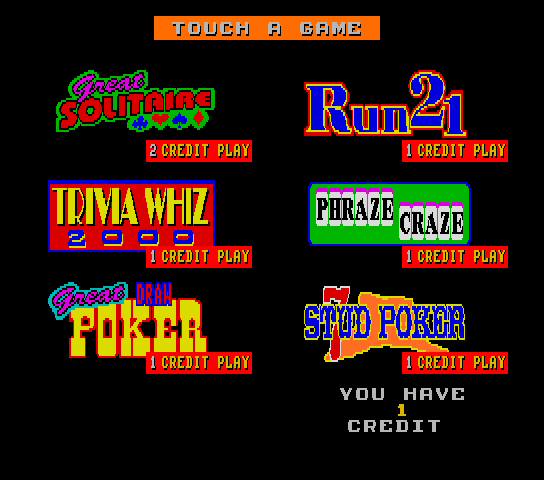 TOUCH A GAME
Great
SOLITAIRE
2 CREDIT PLAY
Run21
1 CREDIT PLAY
TRIVIA WHIZ
2000
1 CREDIT PLAY
PHRAZE
CRAZE
1 CREDIT PLAY
Great DRAW
POKER
1 CREDIT PLAY
7
STUD POKER
1 CREDIT PLAY
YOU HAVE
1
CREDIT